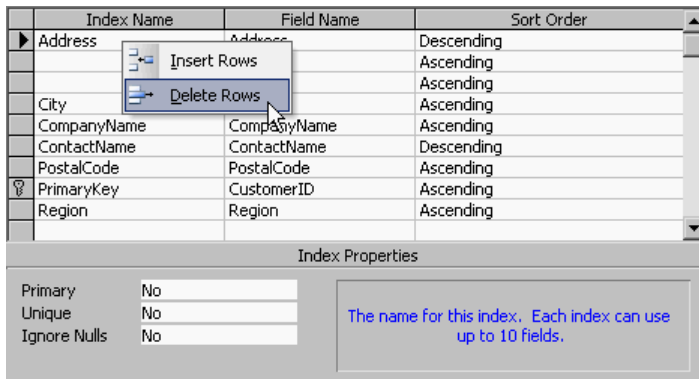 Index Name Field Name Sort Order
Address Address Descending
Insert Rows Ascending
Delete Rows Ascending
City Ascending
CompanyName CompanyName Ascending
ContactName ContactName Descending
PostalCode PostalCode Ascending
PrimaryKey CustomerID Ascending
Region Region Ascending
Index Properties
Primary No
Unique No
Ignore Nulls No
The name for this index. Each index can use
up to 10 fields.